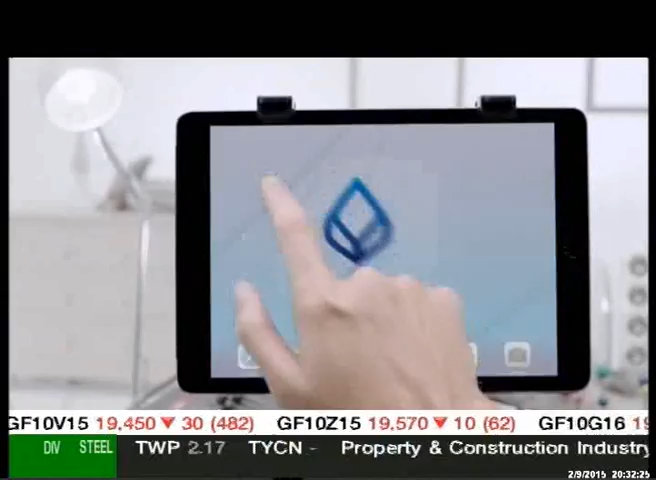 GF10V15 19,450 ▼ 30 (482) GF10Z15 19,570 ▼ 10 (62) GF10G16 19
DIV STEEL TWP 2.17 TYCN - Property & Construction Industry
2/9/2015 20:32:25